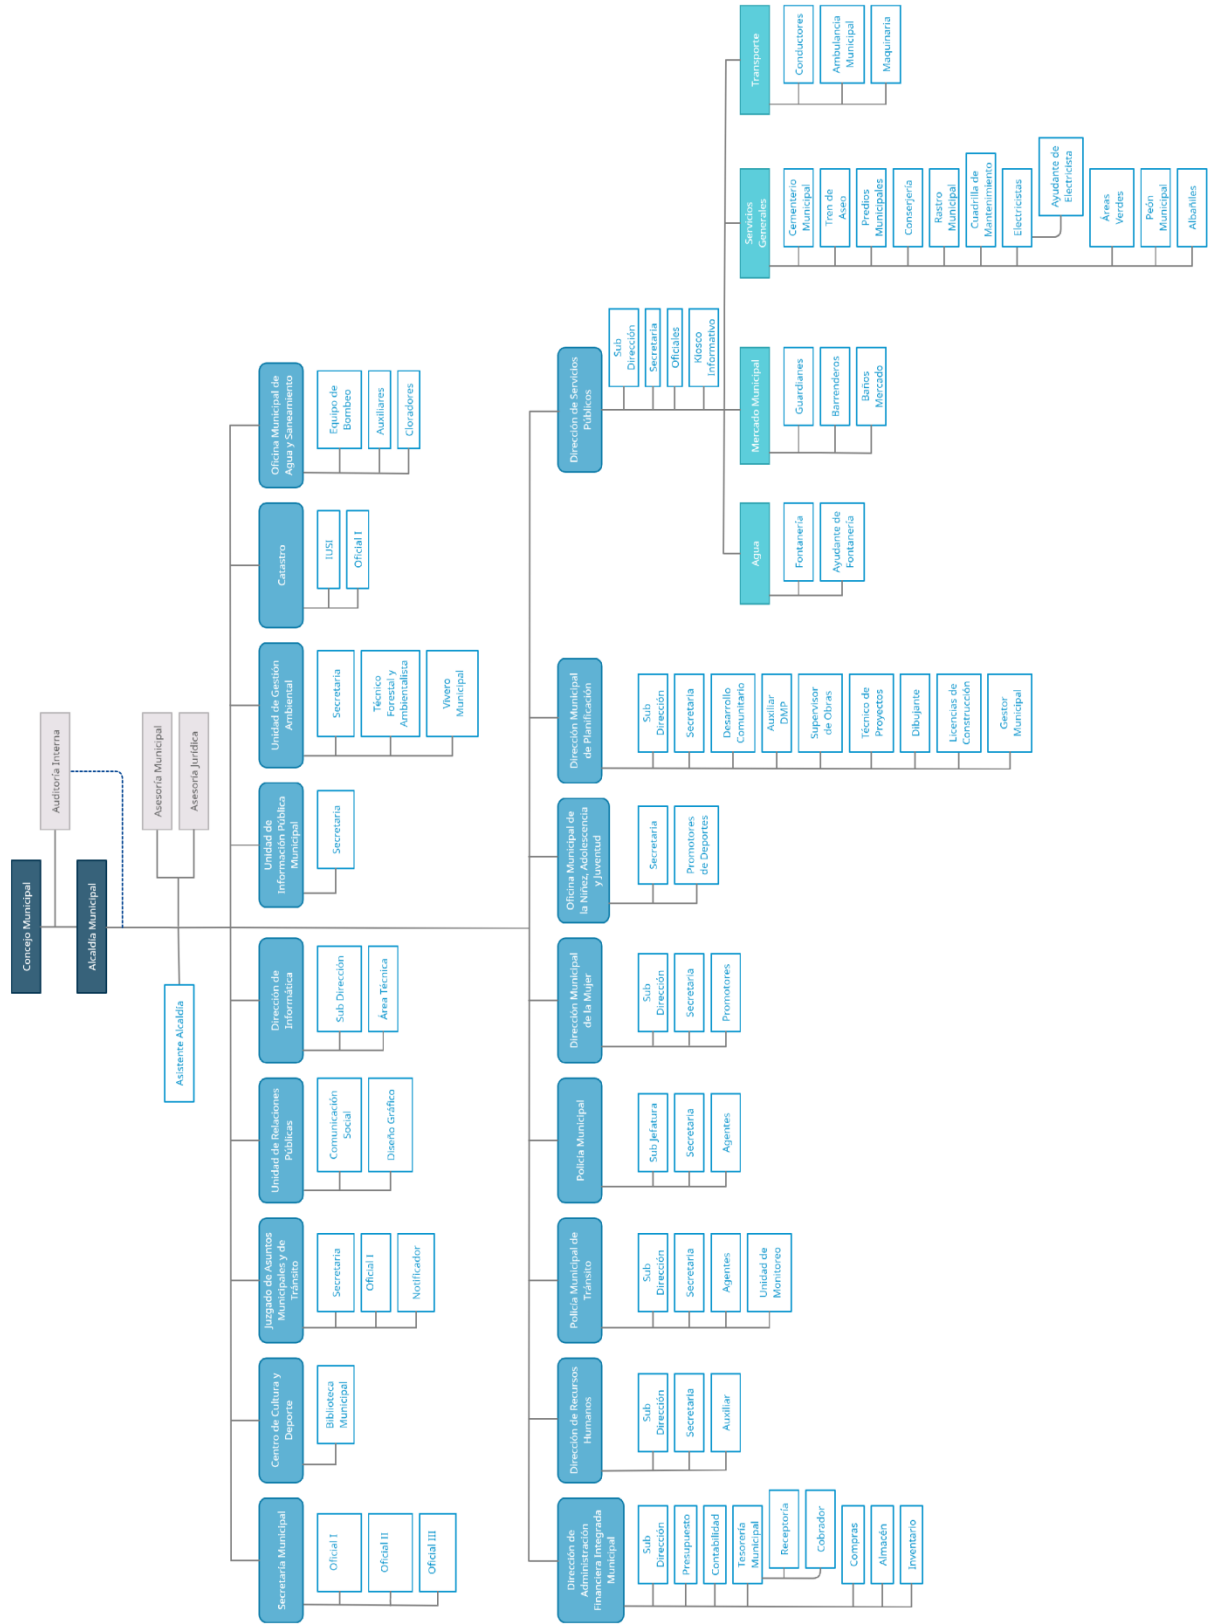 Concejo Municipal
Auditoría Interna
Alcaldía Municipal
Asesoría Municipal
Asesoría Jurídica
Asistente Alcaldía
Secretaría Municipal
Oficial I
Oficial II
Oficial III
Centro de Cultura y
Deporte
Biblioteca
Municipal
Juzgado de Asuntos
Municipales y de
Tránsito
Secretaria
Oficial I
Notificador
Unidad de Relaciones
Públicas
Comunicación
Social
Diseño Gráfico
Dirección de
Informática
Sub Dirección
Área Técnica
Unidad de
Información Pública
Municipal
Secretaria
Unidad de Gestión
Ambiental
Secretaria
Técnico
Forestal y
Ambientalista
Vivero
Municipal
Catastro
IUSI
Oficial I
Oficina Municipal de
Agua y Saneamiento
Equipo de
Bombeo
Auxiliares
Cloradores
Dirección de
Administración
Financiera Integrada
Municipal
Sub
Dirección
Presupuesto
Contabilidad
Tesorería
Municipal
Receptoría
Cobrador
Compras
Almacén
Inventario
Dirección de Recursos
Humanos
Sub
Dirección
Secretaria
Auxiliar
Policía Municipal de
Tránsito
Sub
Dirección
Secretaria
Agentes
Unidad de
Monitoreo
Policía Municipal
Sub Jefatura
Secretaria
Agentes
Dirección Municipal
de la Mujer
Sub
Dirección
Secretaria
Promotores
Oficina Municipal de
la Niñez, Adolescencia
y Juventud
Secretaria
Promotores
de Deportes
Dirección Municipal
de Planificación
Sub
Dirección
Secretaria
Desarrollo
Comunitario
Auxiliar
DMP
Supervisor
de Obras
Técnico de
Proyectos
Dibujante
Licencias de
Construcción
Gestor
Municipal
Dirección de Servicios
Públicos
Sub
Dirección
Secretaria
Oficiales
Kiosco
Informativo
Agua
Fontanería
Ayudante de
Fontanería
Mercado Municipal
Guardianes
Barrenderos
Baños
Mercado
Servicios
Generales
Cementerio
Municipal
Tren de
Aseo
Predios
Municipales
Conserjería
Rastro
Municipal
Cuadrilla de
Mantenimiento
Electricistas
Ayudante de
Electricista
Áreas
Verdes
Peón
Municipal
Albañiles
Transporte
Conductores
Ambulancia
Municipal
Maquinaria